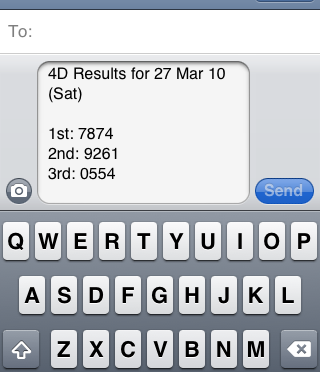 To:
4D Results for 27 Mar 10
(Sat)
1st: 7874
2nd: 9261
3rd: 0554
Send
Q W E R T Y U I O P
A S D F G H J K L
Z X C V B N M